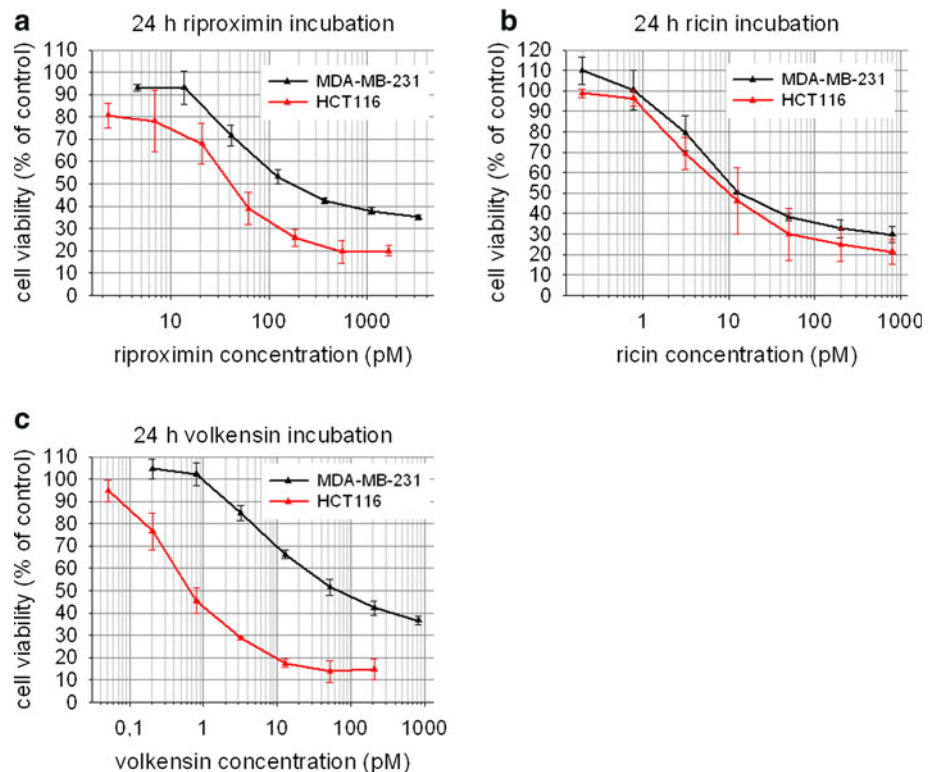 a
24 h riproximin incubation
cell viability (% of control)
110
100
90
80
70
60
50
40
30
20
10
0
MDA-MB-231
HCT116
10
100
1000
riproximin concentration (pM)
b
24 h ricin incubation
cell viability (% of control)
120
110
100
90
80
70
60
50
40
30
20
10
0
MDA-MB-231
HCT116
1
10
100
1000
ricin concentration (pM)
c
24 h volkensin incubation
cell viability (% of control)
110
100
90
80
70
60
50
40
30
20
10
0
MDA-MB-231
HCT116
0,1
1
10
100
1000
volkensin concentration (pM)